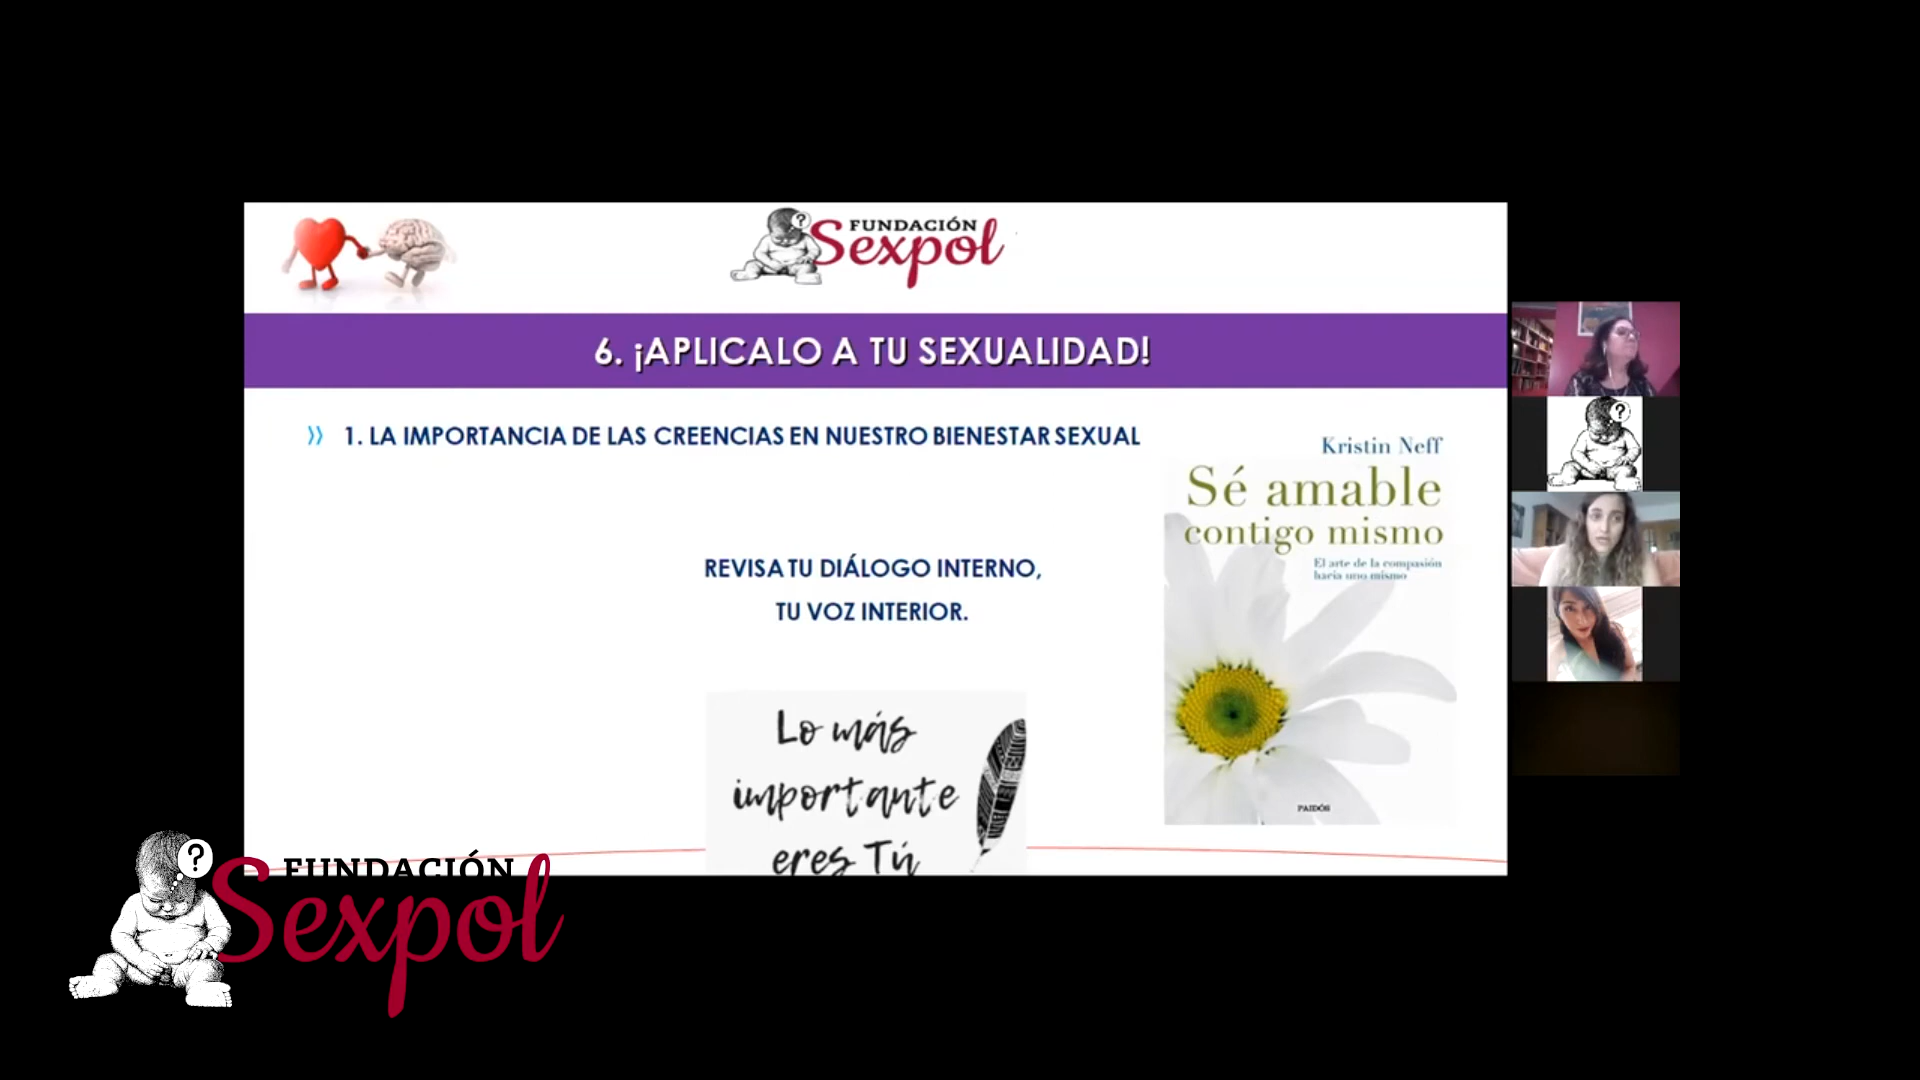 ?
FUNDACIÓN
Sexpol
6. ¡APLICALO A TU SEXUALIDAD!
1. LA IMPORTANCIA DE LAS CREENCIAS EN NUESTRO BIENESTAR SEXUAL
Kristin Neff
Sé amable
contigo mismo
El arte de la compasión
hacia uno mismo
REVISA TU DIÁLOGO INTERNO,
TU VOZ INTERIOR.
Lo más
importante
eres Tú
PAIDÓS
?
?
FUNDACIÓN
Sexpol